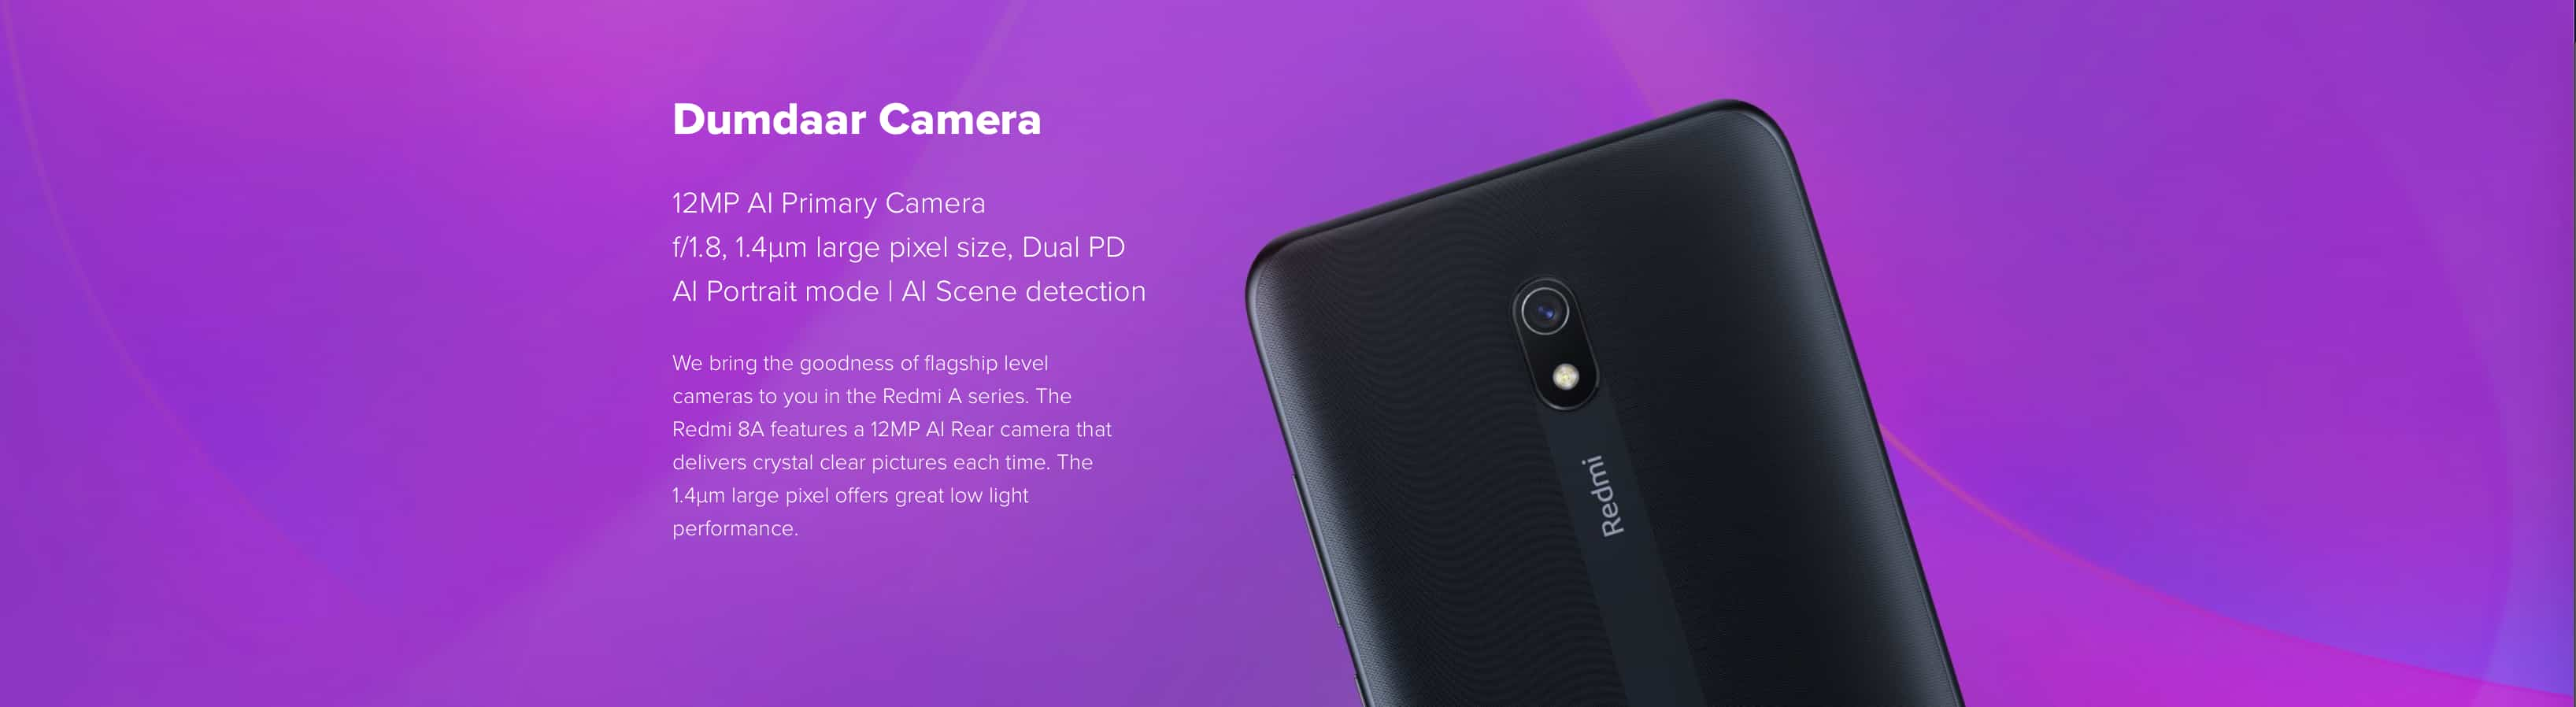 Dumdaar Camera
12MP AI Primary Camera
f/1.8, 1.4μm large pixel size, Dual PD
AI Portrait mode | AI Scene detection
We bring the goodness of flagship level
cameras to you in the Redmi A series. The
Redmi 8A features a 12MP AI Rear camera that
delivers crystal clear pictures each time. The
1.4μm large pixel offers great low light
performance.
Redmi